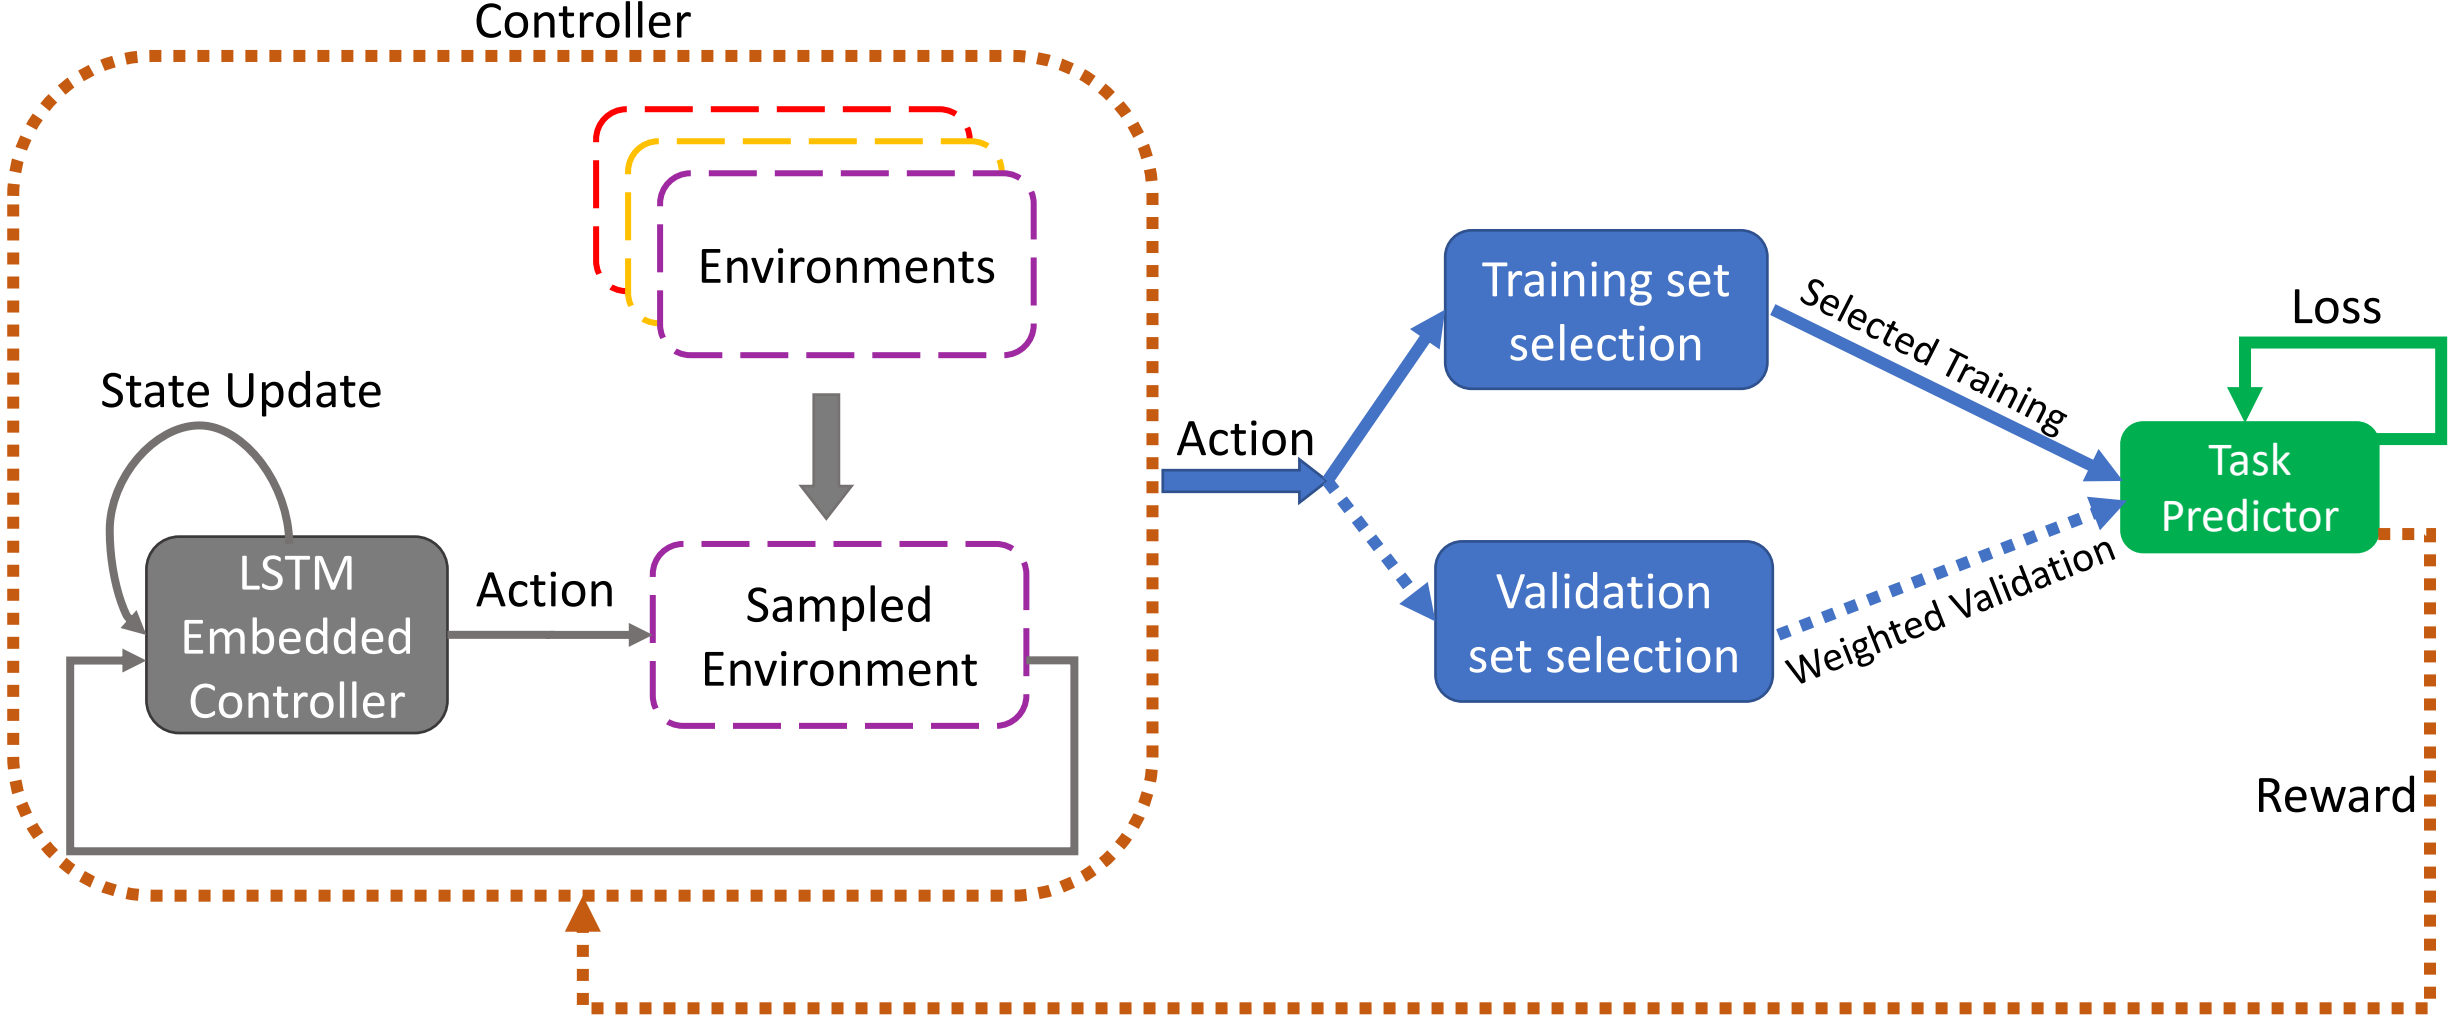 Controller
Environments
State Update
LSTM
Embedded
Controller
Action
Sampled
Environment
Action
Training set
selection
Validation
set selection
Selected Training
Weighted Validation
Loss
Task
Predictor
Reward